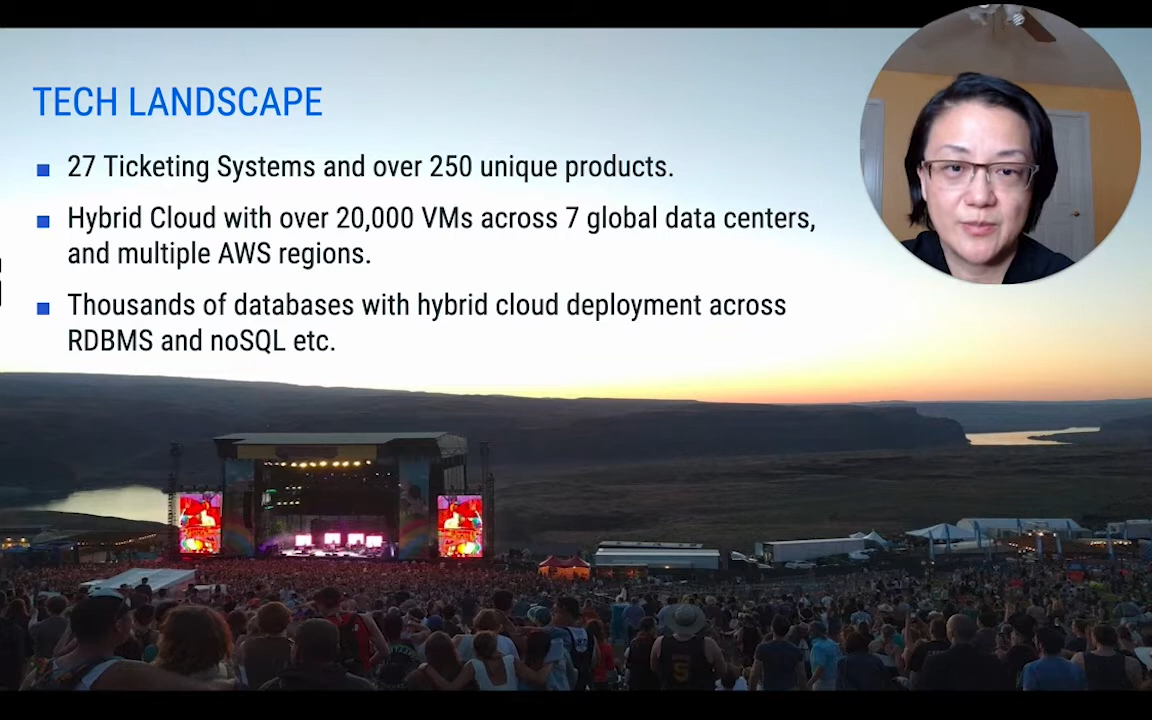 TECH LANDSCAPE
27 Ticketing Systems and over 250 unique products.
Hybrid Cloud with over 20,000 VMs across 7 global data centers,
and multiple AWS regions.
Thousands of databases with hybrid cloud deployment across
RDBMS and noSQL etc.